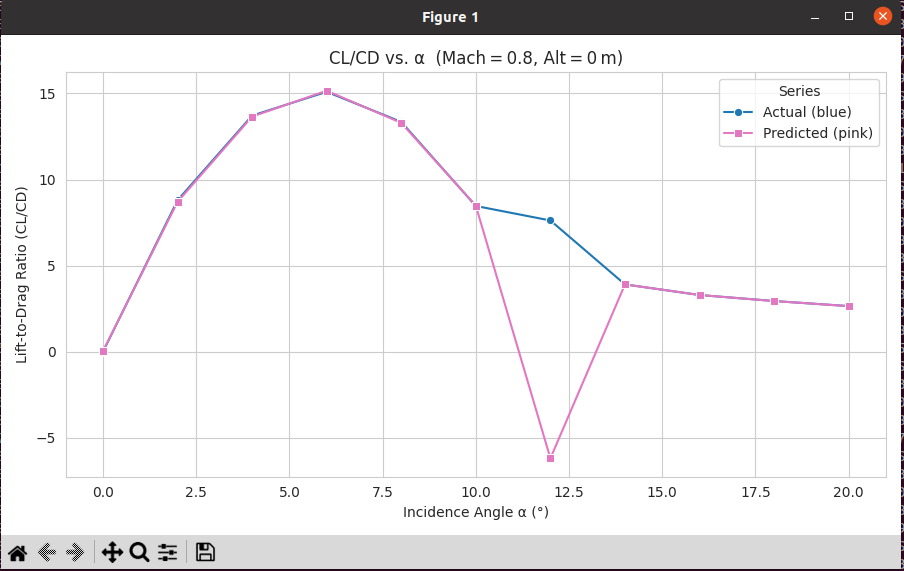 Figure 1
CL/CD vs. α (Mach = 0.8, Alt = 0 m)
Series
Actual (blue)
Predicted (pink)
Lift-to-Drag Ratio (CL/CD)
15
10
5
0
−5
0.0 2.5 5.0 7.5 10.0 12.5 15.0 17.5 20.0
Incidence Angle α (°)